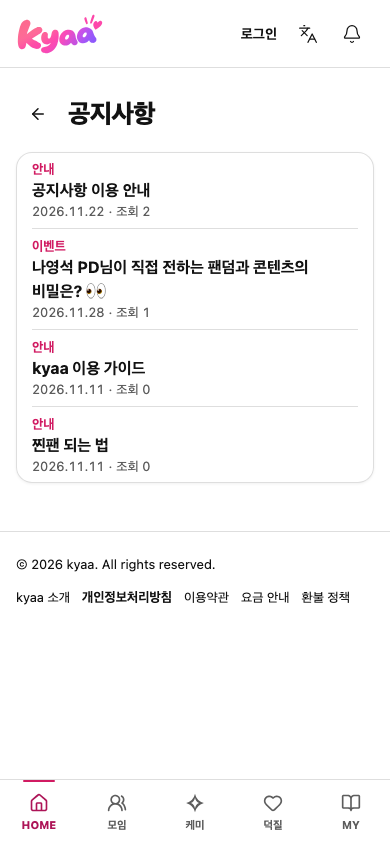 kyaa
로그인
공지사항
안내
공지사항 이용 안내
2026.11.22 · 조회 2
이벤트
나영석 PD님이 직접 전하는 팬덤과 콘텐츠의
비밀은? 👀
2026.11.28 · 조회 1
안내
kyaa 이용 가이드
2026.11.11 · 조회 0
안내
찐팬 되는 법
2026.11.11 · 조회 0
© 2026 kyaa. All rights reserved.
kyaa 소개 개인정보처리방침 이용약관 요금 안내 환불 정책
HOME 모임 케미 덕질 MY